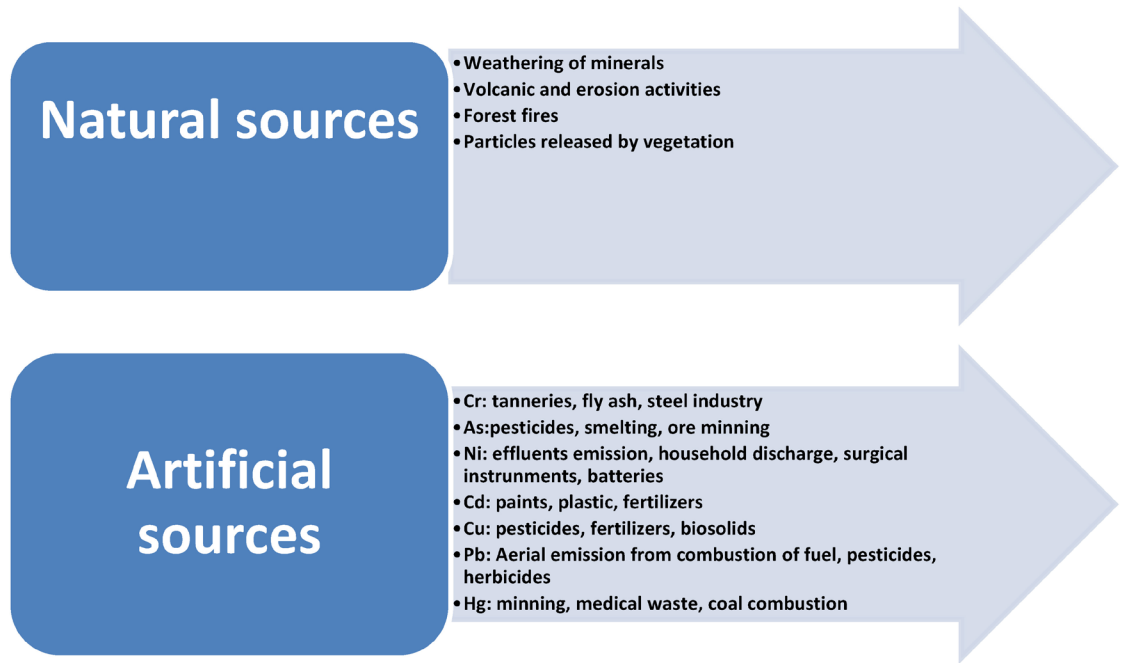 Natural sources
•Weathering of minerals
•Volcanic and erosion activities
•Forest fires
•Particles released by vegetation
Artificial
sources
•Cr: tanneries, fly ash, steel industry
•As:pesticides, smelting, ore minning
•Ni: effluents emission, household discharge, surgical
instrunments, batteries
•Cd: paints, plastic, fertilizers
•Cu: pesticides, fertilizers, biosolids
•Pb: Aerial emission from combustion of fuel, pesticides,
herbicides
•Hg: minning, medical waste, coal combustion